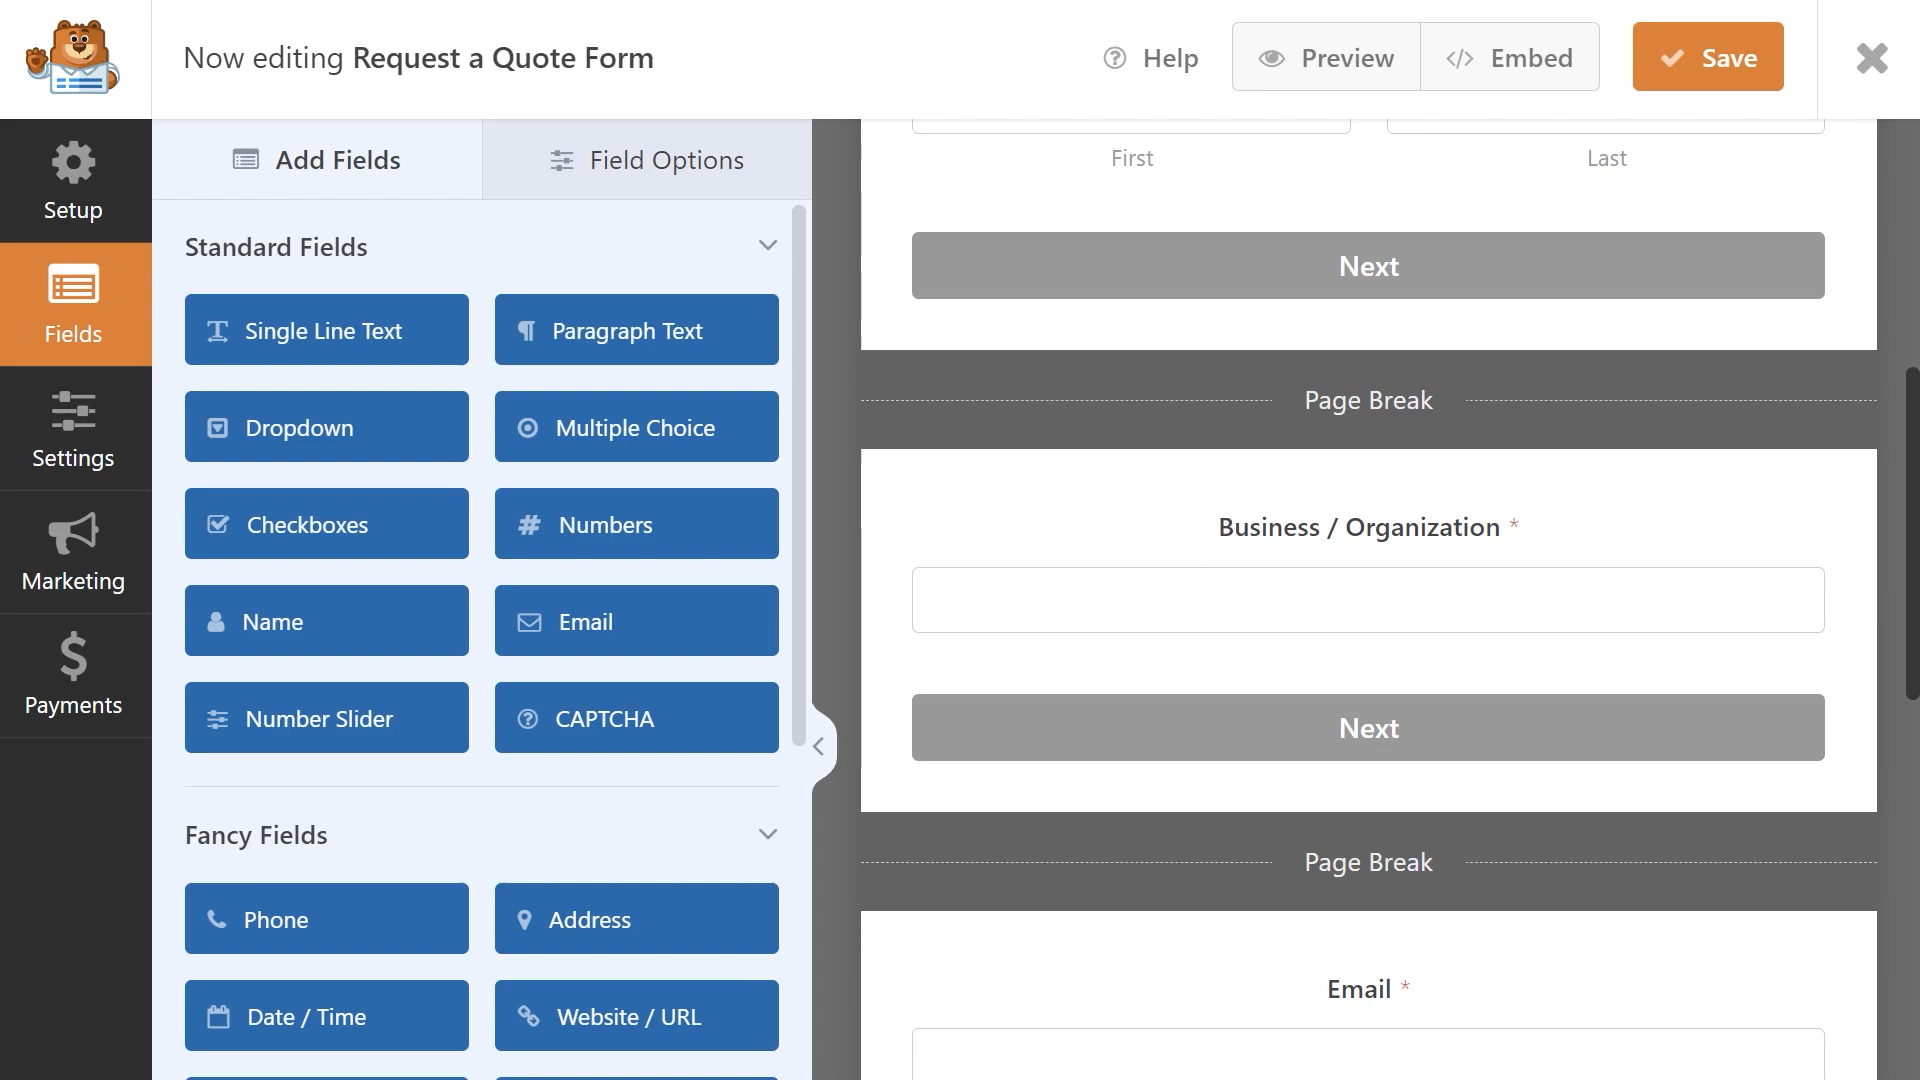 Now editing Request a Quote Form
Help
Preview
Embed
Save
Setup
Fields
Settings
Marketing
Payments
Add Fields
Field Options
Standard Fields
Single Line Text
Paragraph Text
Dropdown
Multiple Choice
Checkboxes
Numbers
Name
Email
Number Slider
CAPTCHA
Fancy Fields
Phone
Address
Date / Time
Website / URL
First
Last
Next
Page Break
Business / Organization *
Next
Page Break
Email *